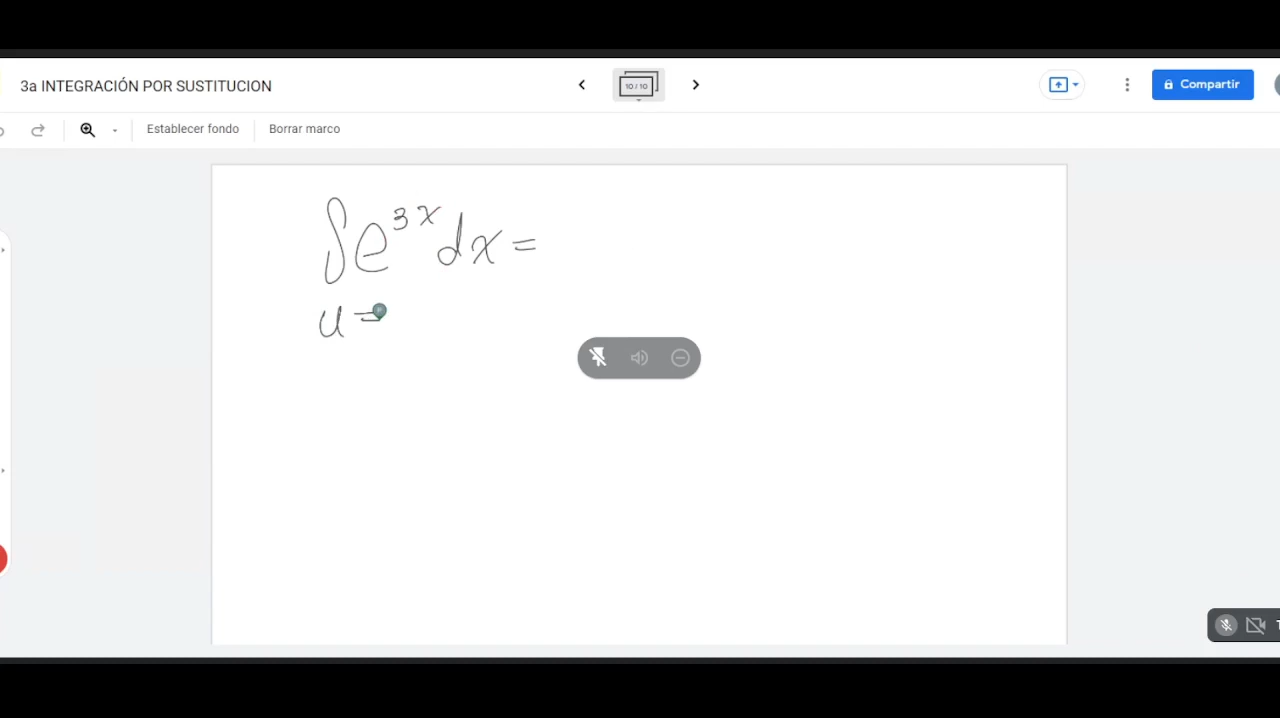 3a INTEGRACIÓN POR SUSTITUCION
10 / 10
Compartir
Establecer fondo
Borrar marco
∫e^{3x}dx=
u=